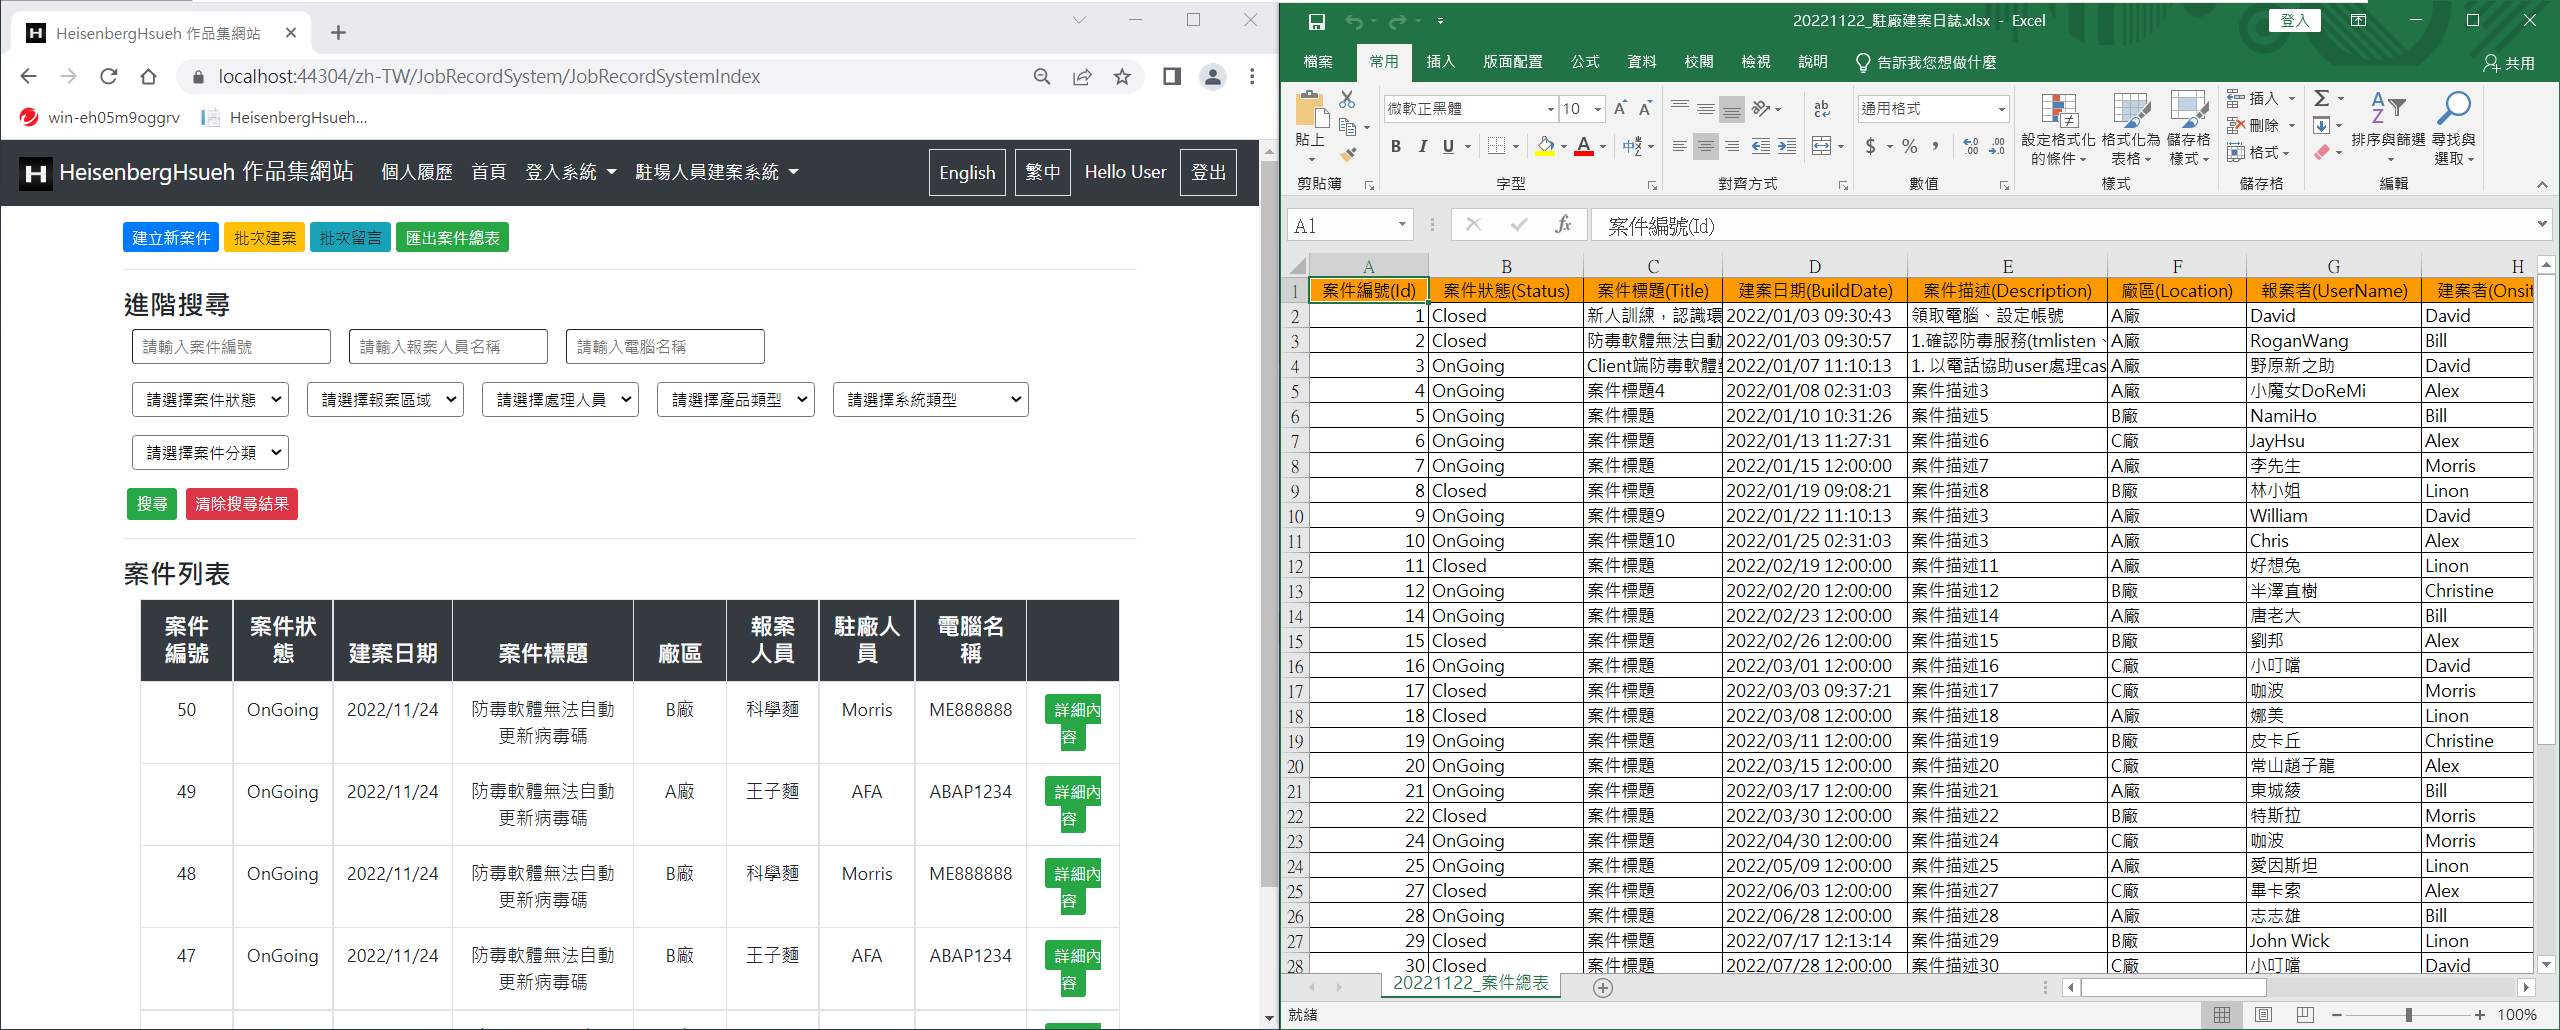 HeisenbergHsueh 作品集網站
localhost:44304/zh-TW/JobRecordSystem/JobRecordSystemIndex
win-eh05m9oggrv HeisenbergHsueh...
HeisenbergHsueh 作品集網站 個人履歷 首頁 登入系統 駐場人員建案系統 English 繁中 Hello User 登出
建立新案件 批次建案 批次留言 匯出案件總表
進階搜尋
請輸入案件編號 請輸入報案人員名稱 請輸入電腦名稱
請選擇案件狀態 請選擇報案區域 請選擇處理人員 請選擇產品類型 請選擇系統類型
請選擇案件分類
搜尋 清除搜尋結果
案件列表
案件編號 案件狀態 建案日期 案件標題 廠區 報案人員 駐廠人員 電腦名稱
50 OnGoing 2022/11/24 防毒軟體無法自動更新病毒碼 B廠 科學麵 Morris ME888888 詳細內容
49 OnGoing 2022/11/24 防毒軟體無法自動更新病毒碼 A廠 王子麵 AFA ABAP1234 詳細內容
48 OnGoing 2022/11/24 防毒軟體無法自動更新病毒碼 B廠 科學麵 Morris ME888888 詳細內容
47 OnGoing 2022/11/24 防毒軟體無法自動更新病毒碼 B廠 王子麵 AFA ABAP1234 詳細內容
20221122_駐廠建案日誌.xlsx - Excel 登入
檔案 常用 插入 版面配置 公式 資料 校閱 檢視 說明 告訴我您想做什麼 共用
貼上 微軟正黑體 10 通用格式 設定格式化的條件 格式化為表格 儲存格樣式 插入 刪除 格式 排序與篩選 尋找與選取
剪貼簿 字型 對齊方式 數值 樣式 儲存格 編輯
A1 fx 案件編號(Id)
A B C D E F G H
1 案件編號(Id) 案件狀態(Status) 案件標題(Title) 建案日期(BuildDate) 案件描述(Description) 廠區(Location) 報案者(UserName) 建案者(Onsit
2 1 Closed 新人訓練，認識環 2022/01/03 09:30:43 領取電腦、設定帳號 A廠 David David
3 2 Closed 防毒軟體無法自動 2022/01/03 09:30:57 1.確認防毒服務(tmlisten、 A廠 RoganWang Bill
4 3 OnGoing Client端防毒軟體 2022/01/07 11:10:13 1. 以電話協助user處理cas A廠 野原新之助 David
5 4 OnGoing 案件標題4 2022/01/08 02:31:03 案件描述3 A廠 小魔女DoReMi Alex
6 5 OnGoing 案件標題 2022/01/10 10:31:26 案件描述5 B廠 NamiHo Bill
7 6 OnGoing 案件標題 2022/01/13 11:27:31 案件描述6 C廠 JayHsu Alex
8 7 OnGoing 案件標題 2022/01/15 12:00:00 案件描述7 A廠 李先生 Morris
9 8 Closed 案件標題 2022/01/19 09:08:21 案件描述8 B廠 林小姐 Linon
10 9 OnGoing 案件標題9 2022/01/22 11:10:13 案件描述3 A廠 William David
11 10 OnGoing 案件標題10 2022/01/25 02:31:03 案件描述3 A廠 Chris Alex
12 11 Closed 案件標題 2022/02/19 12:00:00 案件描述11 A廠 好想兔 Linon
13 12 OnGoing 案件標題 2022/02/20 12:00:00 案件描述12 B廠 半澤直樹 Christine
14 14 OnGoing 案件標題 2022/02/23 12:00:00 案件描述14 A廠 唐老大 Bill
15 15 Closed 案件標題 2022/02/26 12:00:00 案件描述15 B廠 劉邦 Alex
16 16 OnGoing 案件標題 2022/03/01 12:00:00 案件描述16 C廠 小叮噹 David
17 17 Closed 案件標題 2022/03/03 09:37:21 案件描述17 C廠 咖波 Morris
18 18 Closed 案件標題 2022/03/08 12:00:00 案件描述18 A廠 娜美 Linon
19 19 OnGoing 案件標題 2022/03/11 12:00:00 案件描述19 B廠 皮卡丘 Christine
20 20 OnGoing 案件標題 2022/03/15 12:00:00 案件描述20 C廠 常山趙子龍 Alex
21 21 OnGoing 案件標題 2022/03/17 12:00:00 案件描述21 A廠 東城綾 Bill
22 22 Closed 案件標題 2022/03/30 12:00:00 案件描述22 B廠 特斯拉 Morris
23 24 OnGoing 案件標題 2022/04/30 12:00:00 案件描述24 C廠 咖波 Morris
24 25 OnGoing 案件標題 2022/05/09 12:00:00 案件描述25 A廠 愛因斯坦 Linon
25 27 Closed 案件標題 2022/06/03 12:00:00 案件描述27 C廠 畢卡索 Alex
26 28 OnGoing 案件標題 2022/06/28 12:00:00 案件描述28 A廠 志志雄 Bill
27 29 Closed 案件標題 2022/07/17 12:13:14 案件描述29 B廠 John Wick Linon
28 30 Closed 案件標題 2022/07/28 12:00:00 案件描述30 C廠 小叮噹 David
20221122_案件總表
就緒 100%